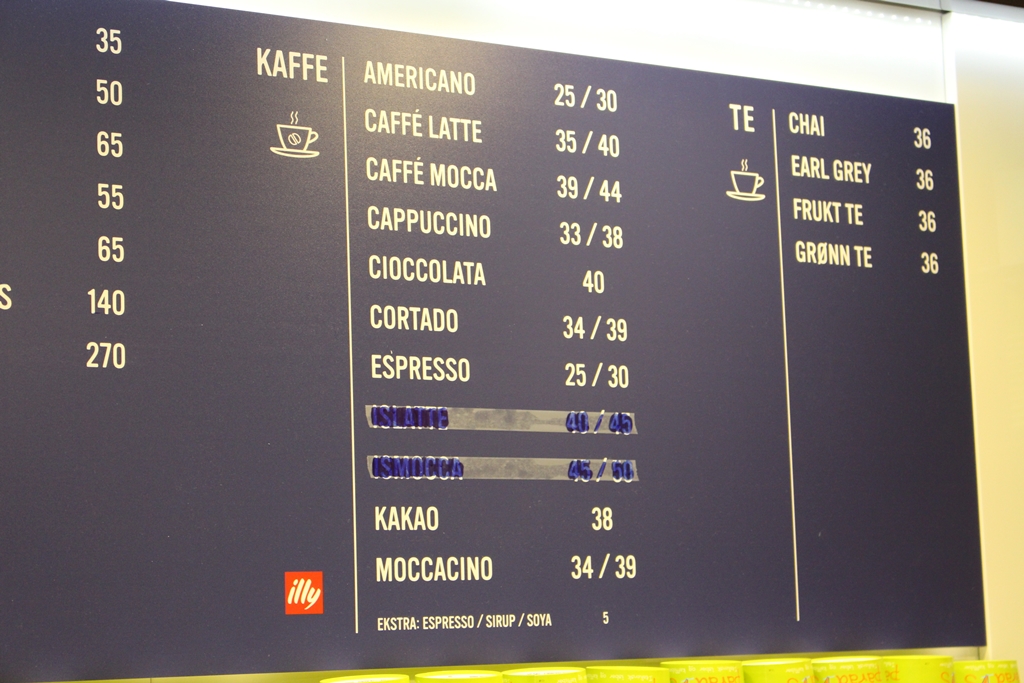 35
50
65
55
65
S 140
270
KAFFE
AMERICANO 25 / 30
CAFFÉ LATTE 35 / 40
CAFFÉ MOCCA 39 / 44
CAPPUCCINO 33 / 38
CIOCCOLATA 40
CORTADO 34 / 39
ESPRESSO 25 / 30
ISLATTE 40 / 45
ISMOCCA 45 / 50
KAKAO 38
MOCCACINO 34 / 39
EKSTRA: ESPRESSO / SIRUP / SOYA 5
illy
TE
CHAI 36
EARL GREY 36
FRUKT TE 36
GRØNN TE 36